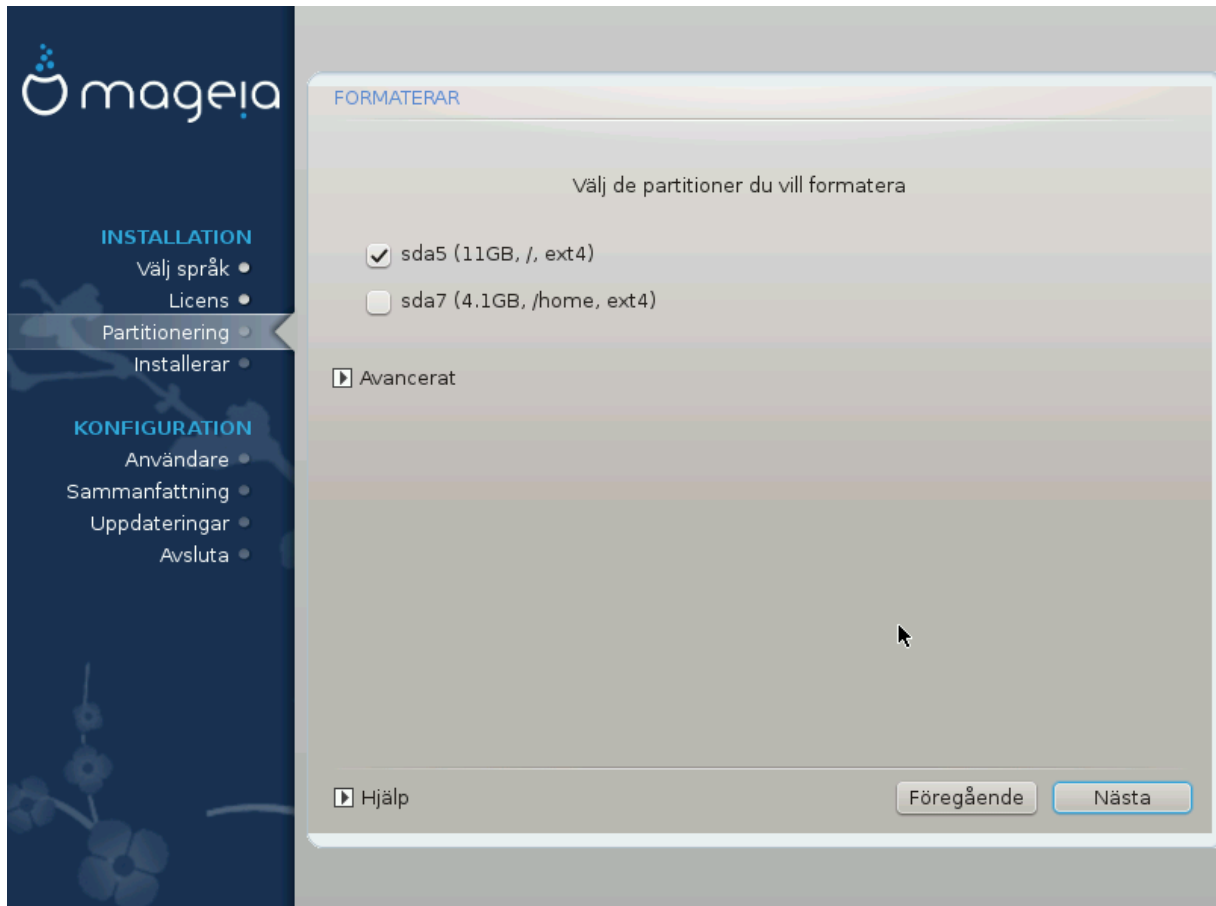 mageia
INSTALLATION
Välj språk
Licens
Partitionering
Installerar
KONFIGURATION
Användare
Sammanfattning
Uppdateringar
Avsluta
FORMATERAR
Välj de partitioner du vill formatera
sda5 (11GB, /, ext4)
sda7 (4.1GB, /home, ext4)
Avancerat
Hjälp
Föregående
Nästa